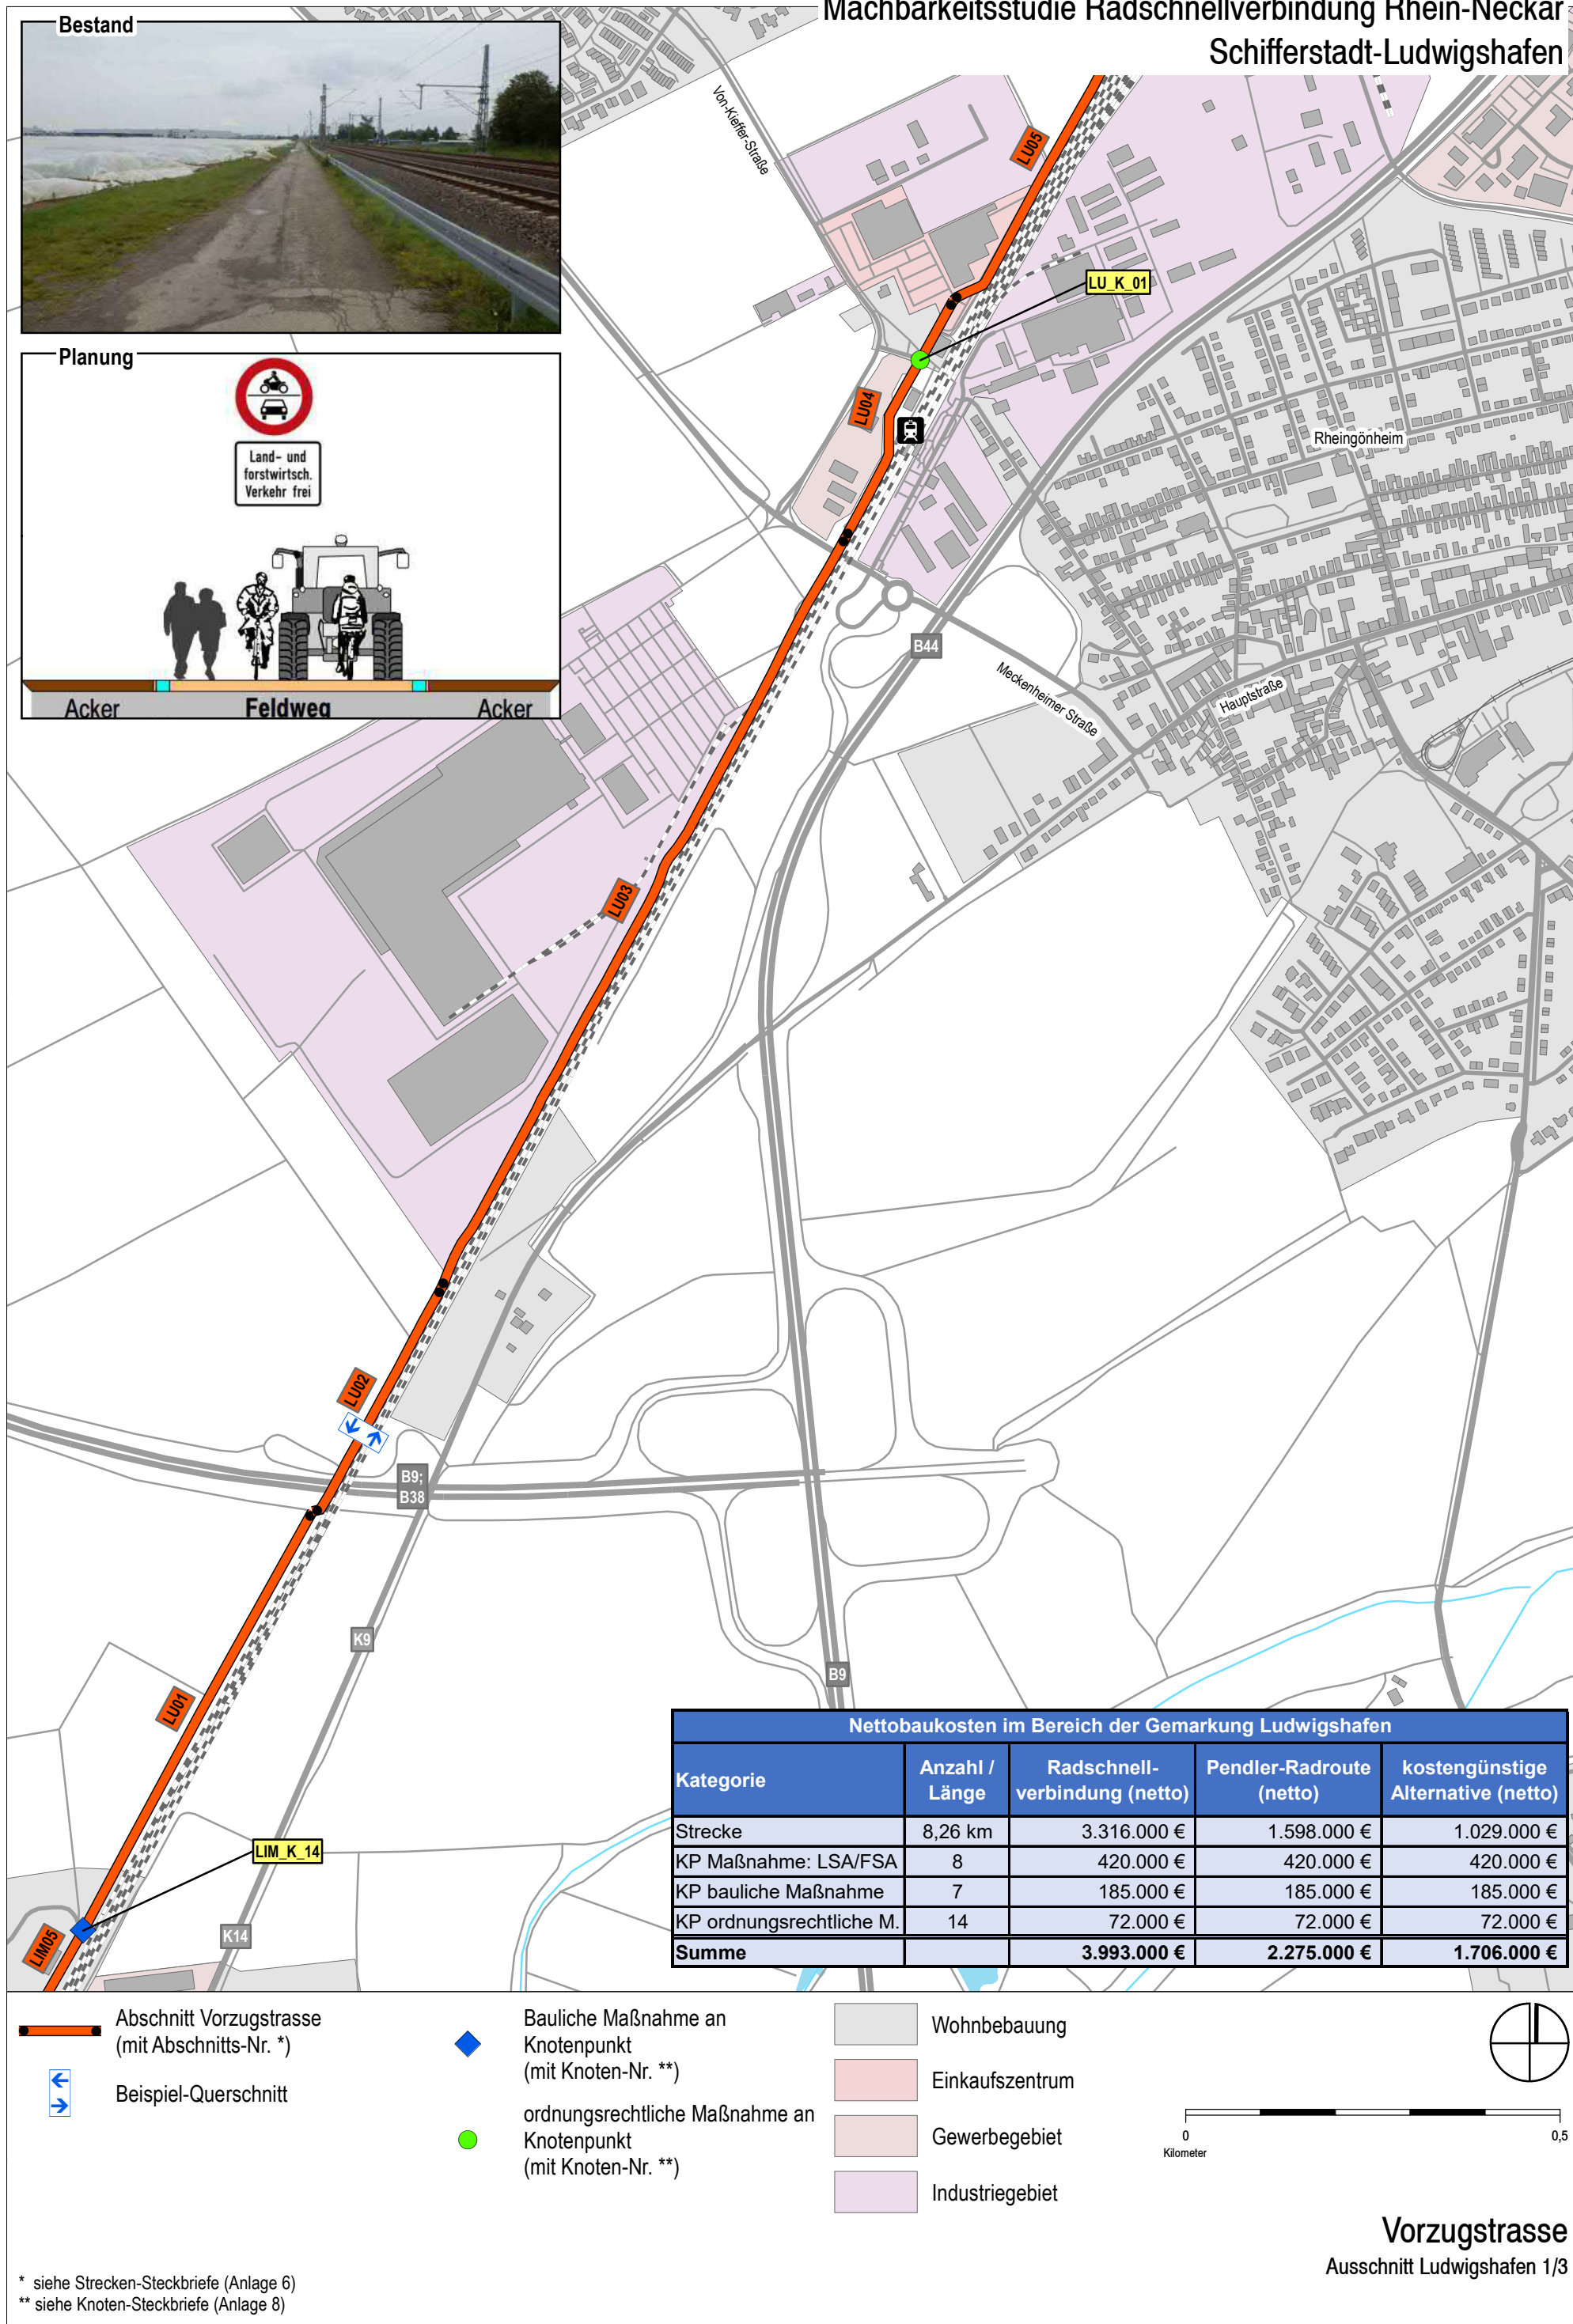 Machbarkeitsstudie Radschnellverbindung Rhein-Neckar
Schifferstadt-Ludwigshafen
Bestand
Planung
Land- und
forstwirtsch.
Verkehr frei
Acker
Feldweg
Acker
Von-Kieffer-Straße
LU05
LU_K_01
LU04
Rheingönheim
B44
Meckenheimer Straße
Hauptstraße
LU03
LU02
B9;
B38
K9
B9
LU01
LIM_K_14
K14
LIM05
Nettobaukosten im Bereich der Gemarkung Ludwigshafen
Kategorie Anzahl / Länge Radschnell-verbindung (netto) Pendler-Radroute (netto) kostengünstige Alternative (netto)
Strecke 8,26 km 3.316.000 € 1.598.000 € 1.029.000 €
KP Maßnahme: LSA/FSA 8 420.000 € 420.000 € 420.000 €
KP bauliche Maßnahme 7 185.000 € 185.000 € 185.000 €
KP ordnungsrechtliche M. 14 72.000 € 72.000 € 72.000 €
Summe 3.993.000 € 2.275.000 € 1.706.000 €
Abschnitt Vorzugstrasse
(mit Abschnitts-Nr. *)
Beispiel-Querschnitt
Bauliche Maßnahme an
Knotenpunkt
(mit Knoten-Nr. **)
ordnungsrechtliche Maßnahme an
Knotenpunkt
(mit Knoten-Nr. **)
Wohnbebauung
Einkaufszentrum
Gewerbegebiet
Industriegebiet
0 0,5
Kilometer
Vorzugstrasse
Ausschnitt Ludwigshafen 1/3
* siehe Strecken-Steckbriefe (Anlage 6)
** siehe Knoten-Steckbriefe (Anlage 8)